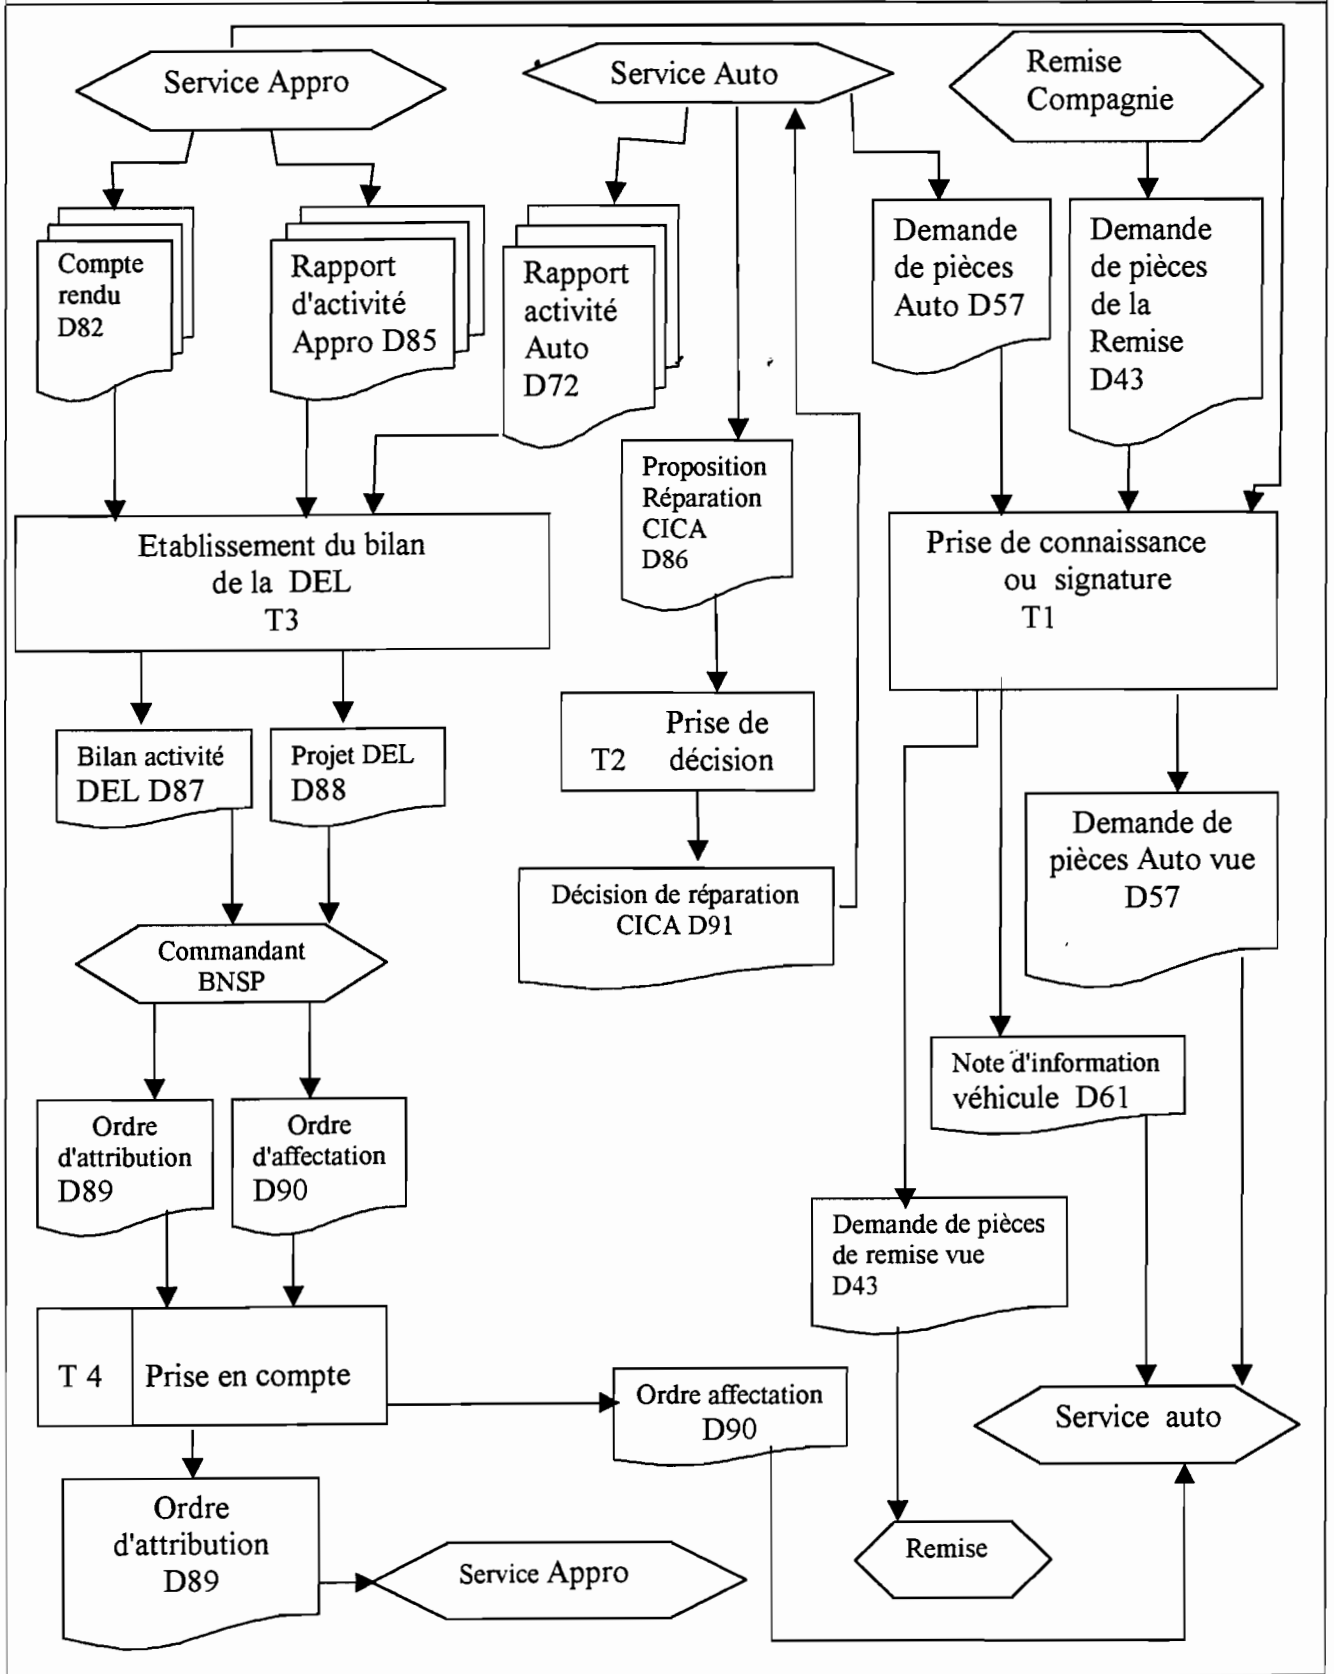 Service Appro
Service Auto
Remise
Compagnie
Compte
rendu
D82
Rapport
d'activité
Appro D85
Rapport
activité
Auto
D72
Demande
de pièces
Auto D57
Demande
de pièces
de la
Remise
D43
Proposition
Réparation
CICA
D86
Etablissement du bilan
de la DEL
T3
Prise de connaissance
ou signature
T1
Bilan activité
DEL D87
Projet DEL
D88
Prise de
T2 décision
Demande de
pièces Auto vue
D57
Décision de réparation
CICA D91
Commandant
BNSP
Note d'information
véhicule D61
Ordre
d'attribution
D89
Ordre
d'affectation
D90
Demande de pièces
de remise vue
D43
T 4 Prise en compte
Ordre affectation
D90
Service auto
Ordre
d'attribution
D89
Service Appro
Remise